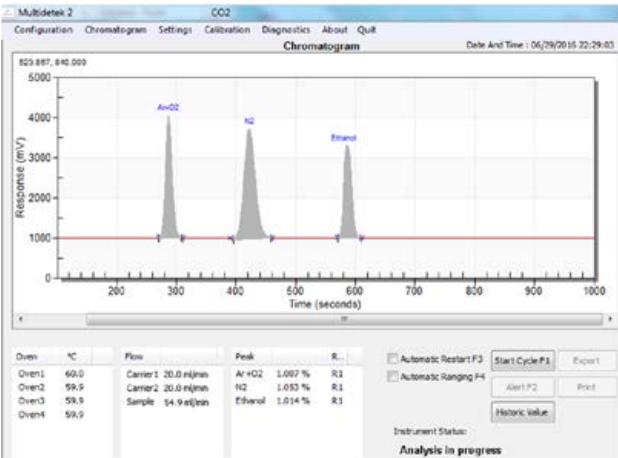 Multidetek 2 CO2
Configuration Chromatogram Settings Calibration Diagnostics About Quit
Chromatogram Date And Time : 06/29/2016 22:29:03
523.867, 840.000
5000
4000
3000
2000
1000
0
Response (mV)
Ar+O2
N2
Ethanol
200 300 400 500 600 700 800 900 1000
Time (seconds)
Oven °C
Oven1 60.0
Oven2 59.9
Oven3 59.9
Oven4 59.9
Flow
Carrier1 20.0 ml/min
Carrier2 20.0 ml/min
Sample 54.9 ml/min
Peak R...
Ar+O2 1.087 % R1
N2 1.053 % R1
Ethanol 1.014 % R1
Automatic Restart F3
Automatic Ranging F4
Start Cycle F1 Export
Alert F2 Print
Historic Value
Instrument Status:
Analysis in progress